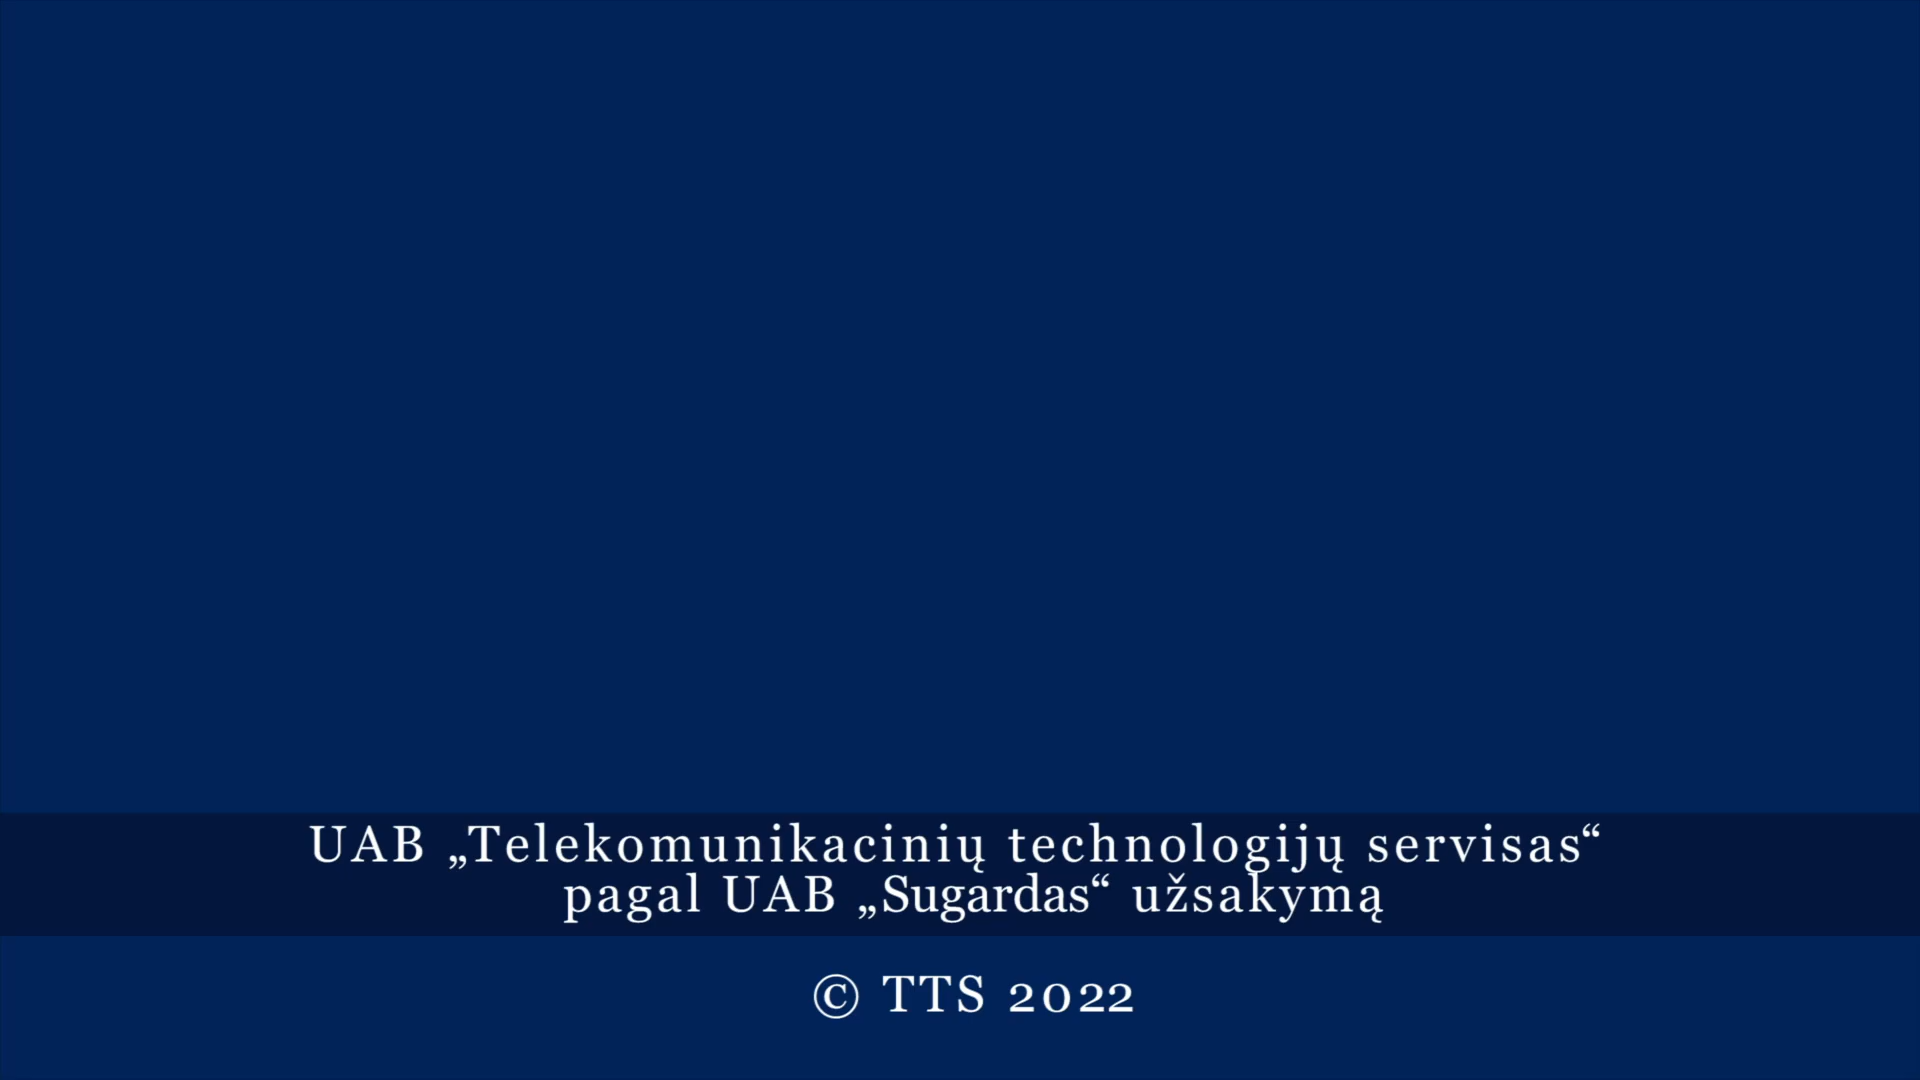 UAB „Telekomunikacinių technologijų servisas“
pagal UAB „Sugardas“ užsakymą
© TTS 2022